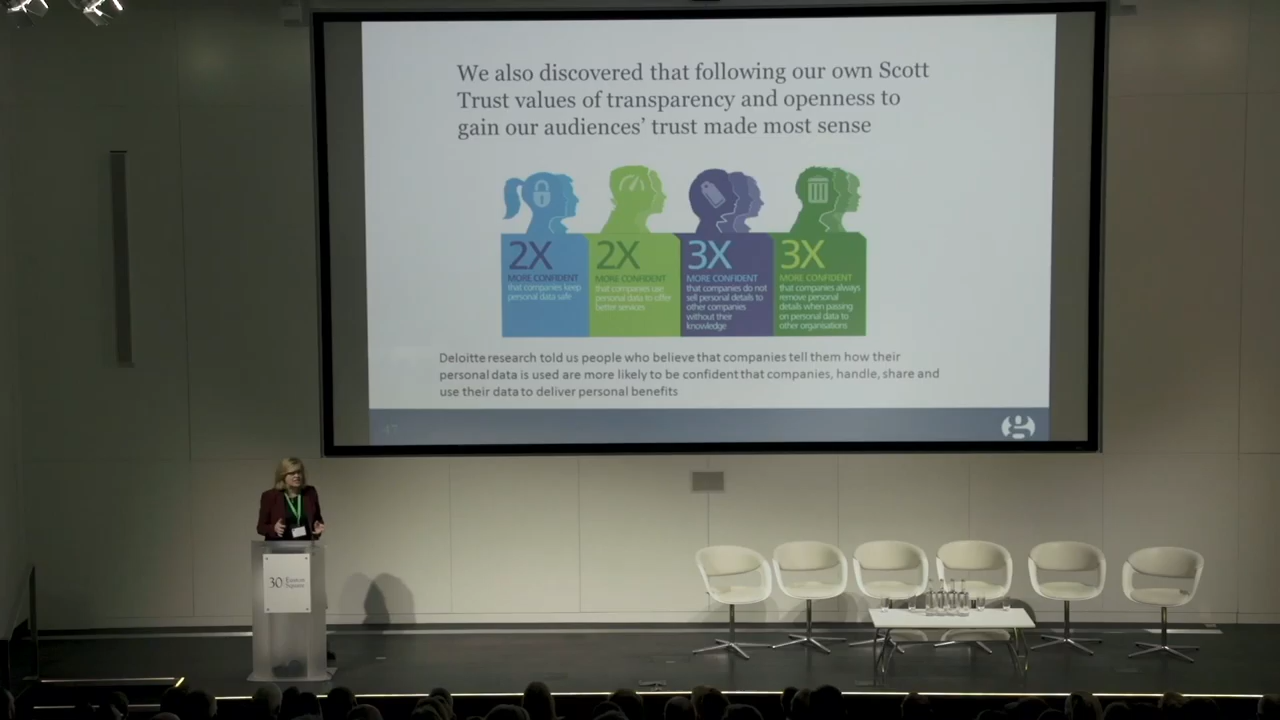 We also discovered that following our own Scott
Trust values of transparency and openness to
gain our audiences' trust made most sense
2X
MORE CONFIDENT
that companies keep
personal data safe
2X
MORE CONFIDENT
that companies use
personal data to offer
better services
3X
MORE CONFIDENT
that companies do not
sell personal details to
other companies
without their
knowledge
3X
MORE CONFIDENT
that companies always
remove personal
details when passing
on personal data to
other organisations
Deloitte research told us people who believe that companies tell them how their
personal data is used are more likely to be confident that companies, handle, share and
use their data to deliver personal benefits
g
30 Euston
Square